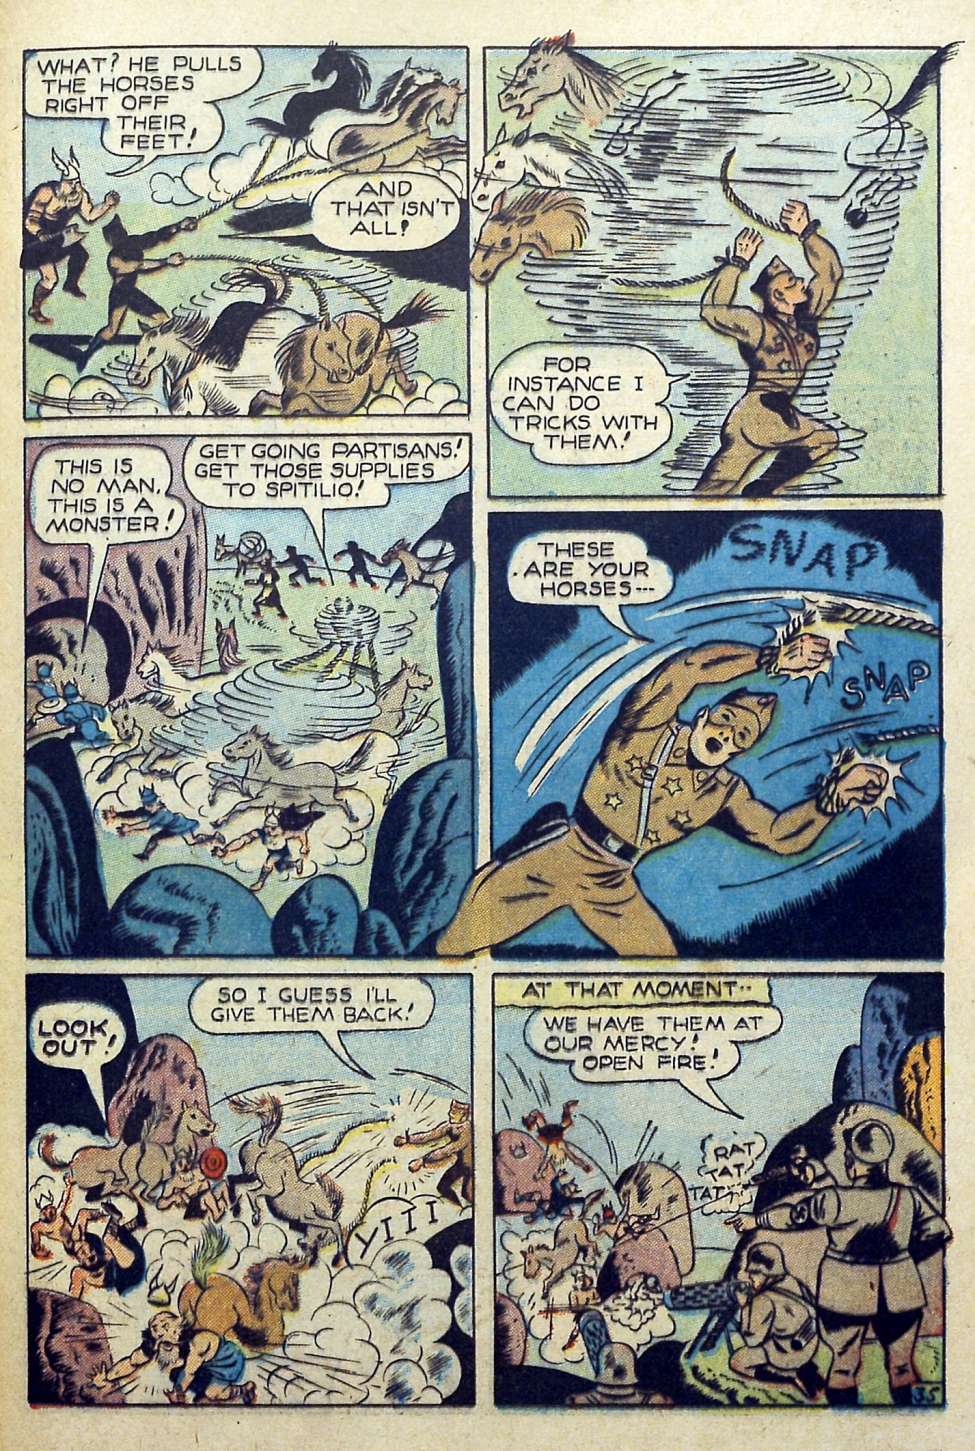 WHAT? HE PULLS
THE HORSES
RIGHT OFF
THEIR
FEET!
AND
THAT ISN'T
ALL!
FOR
INSTANCE I
CAN DO
TRICKS WITH
THEM!
THIS IS
NO MAN,
THIS IS A
MONSTER!
GET GOING PARTISANS!
GET THOSE SUPPLIES
TO SPITILIO!
THESE
ARE YOUR
HORSES---
SNAP
SNAP
LOOK
OUT!
SO I GUESS I'LL
GIVE THEM BACK!
YIIII
AT THAT MOMENT--
WE HAVE THEM AT
OUR MERCY!
OPEN FIRE!
RAT
TAT
TAT
35